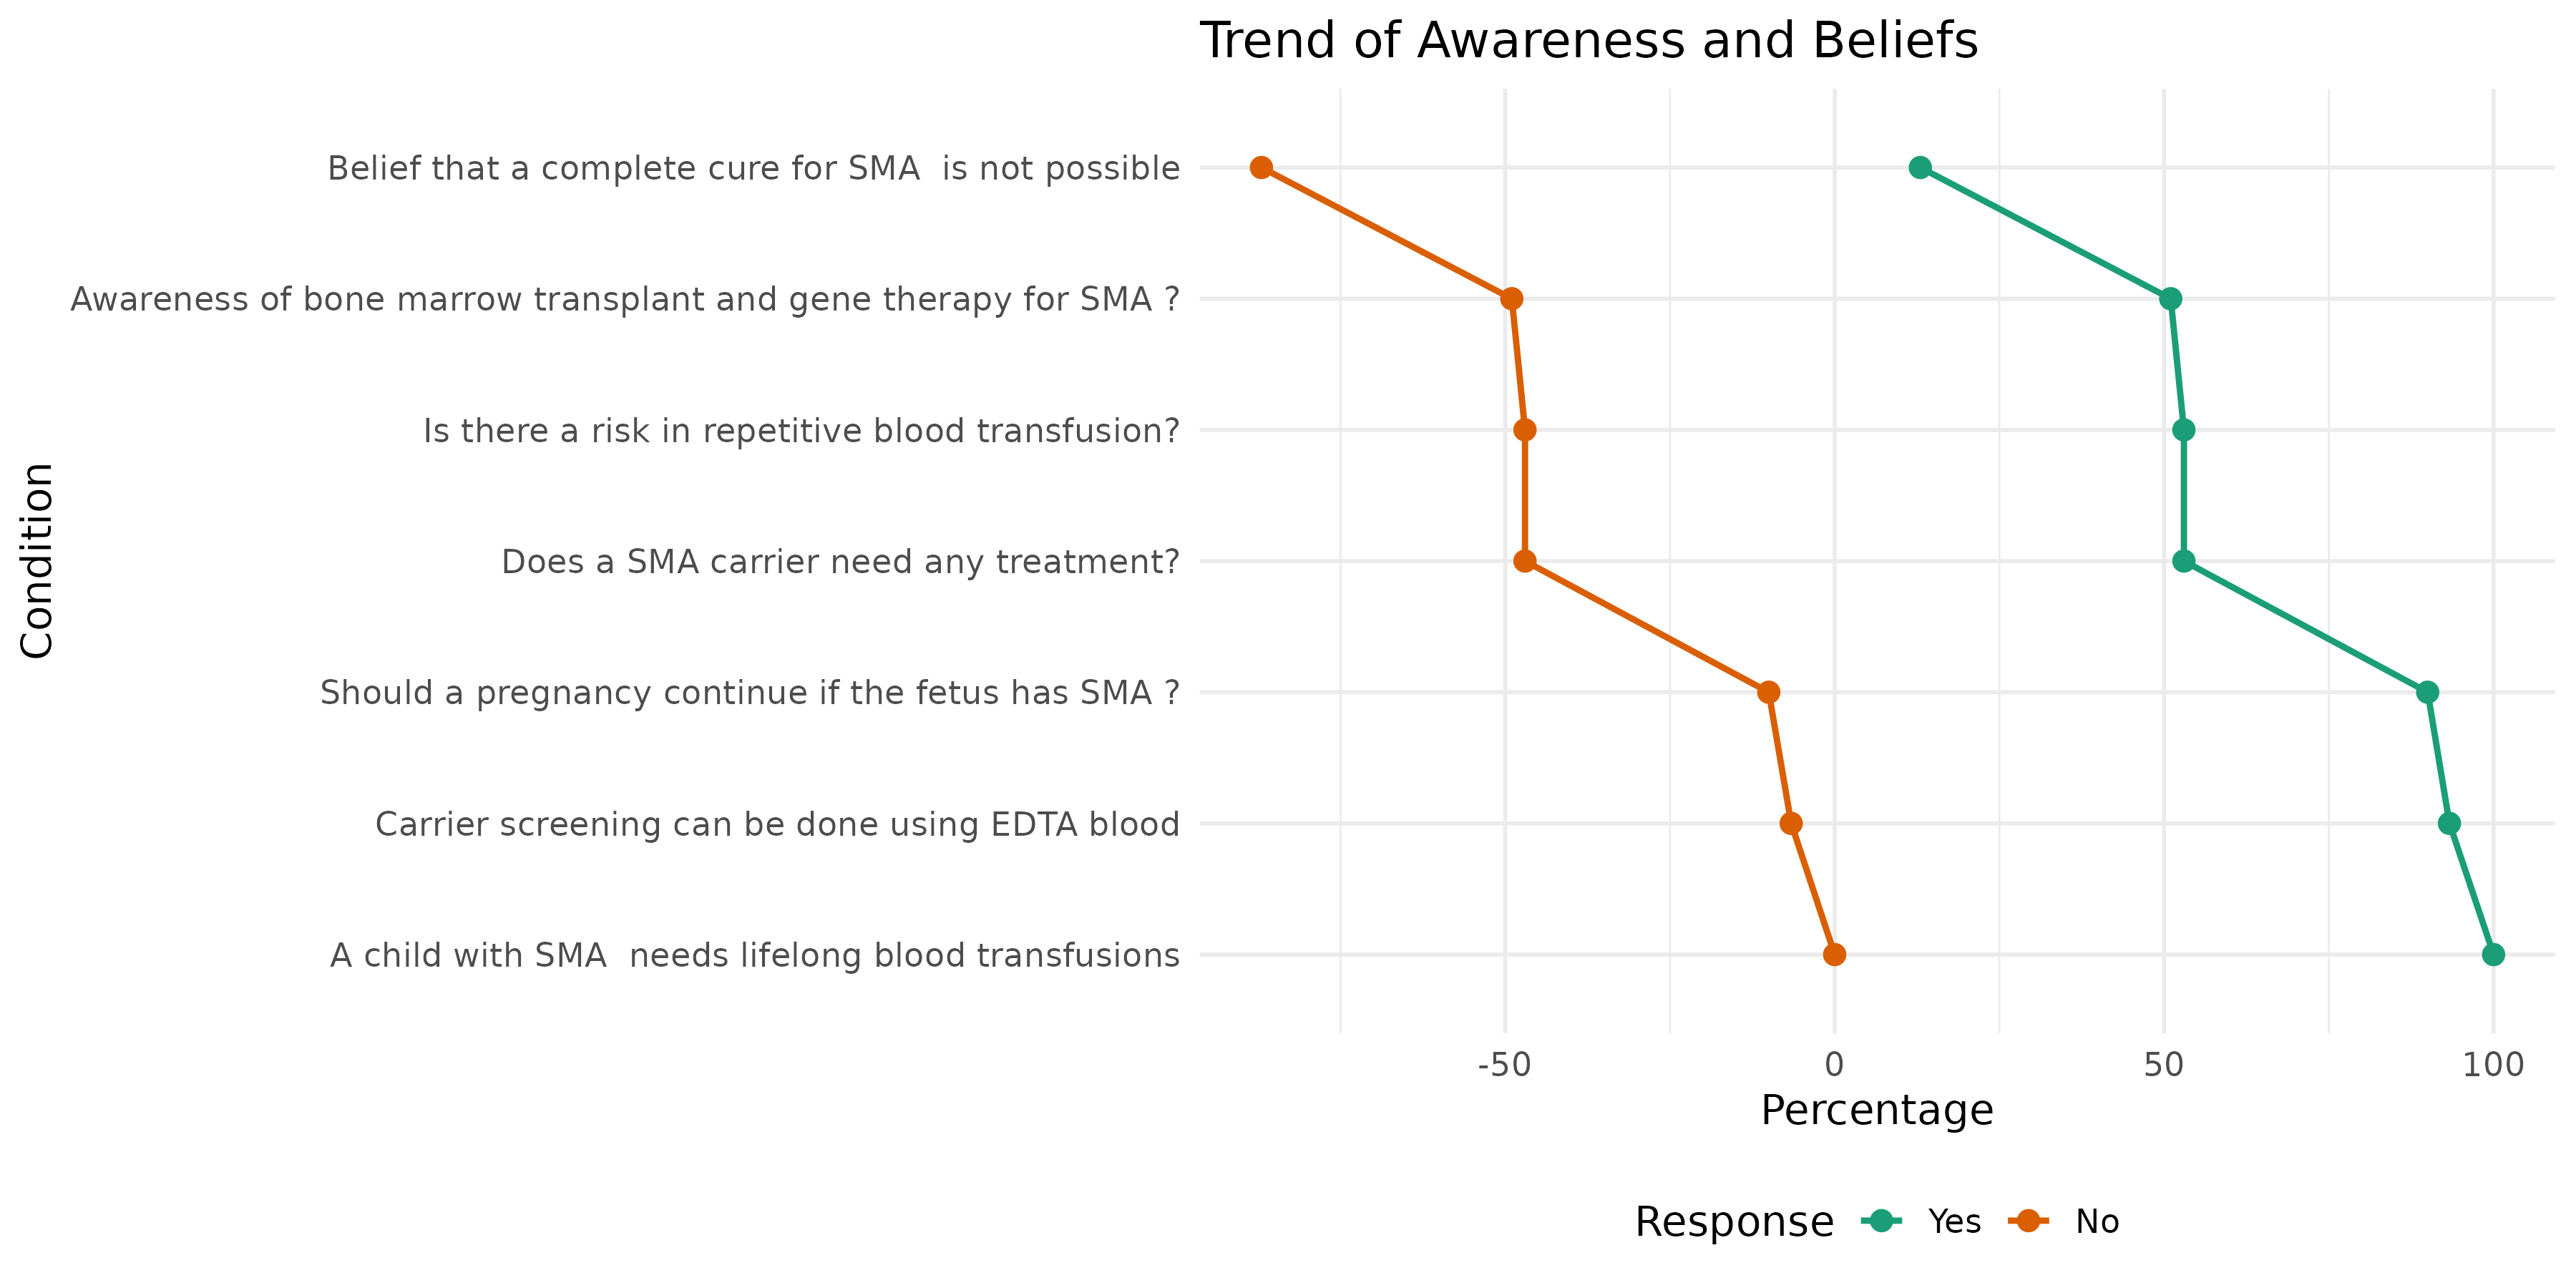 Trend of Awareness and Beliefs
Condition
Belief that a complete cure for SMA  is not possible
Awareness of bone marrow transplant and gene therapy for SMA ?
Is there a risk in repetitive blood transfusion?
Does a SMA carrier need any treatment?
Should a pregnancy continue if the fetus has SMA ?
Carrier screening can be done using EDTA blood
A child with SMA  needs lifelong blood transfusions
-50 0 50 100
Percentage
Response Yes No